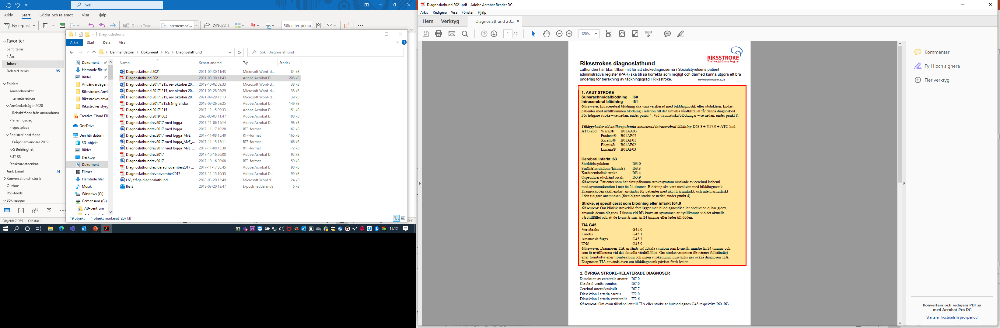 Sök
Arkiv Start Skicka och ta emot Visa Hjälp
Ny e-post Dela i Teams Internetmedi... Oläst/läst Sök efter perso
Favoriter
Sent Items
1 Års
Inbox 1
Deleted Items 95
Folders
Användarenkät
Internetmedicin
Användarfrågor 2020
Rehabfrågor från användarna
Planeringsdag
Projectplace
Registreringsfrågor
Frågor användare 2019
R-S Behörighet
RUT RS
Strukturdataenkät.
Junk Email [6]
Konversationshistorik
Outbox
RSS-feeds
Sökmappar
Objekt: 7 069 Olästa: 1
Diagnoslathund
Arkiv Start Dela Visa
Den här datorn Dokument RS Diagnoslathund
Sök i Diagnoslathund
Dokument
Hämtade filer
Bilder
Användardagen
Riksstrokes Anvä
Riksstrokes anvä
Riksstrokes styrg
Creative Cloud Fil
OneDrive
Den här datorn
3D-objekt
Bilder
Desktop
Dokument
Filmer
Hämtade filer
Musik
Windows (C:)
Gemensam (G:)
AB-centrum
Namn Senast ändrad Typ Storlek
Diagnoslathund 2021 2021-09-30 11:43 Microsoft Word-d... 84 kB
Diagnoslathund 2021 2021-09-30 11:43 Adobe Acrobat D... 208 kB
Diagnoslathund 20171215, rev oktober 20... 2019-10-02 09:33 Microsoft Word-d... 38 kB
Diagnoslathund 20171215, rev oktober 20... 2021-09-28 08:29 Microsoft Word-d... 38 kB
Diagnoslathund 20171215, rev oktober 20... 2021-09-29 15:13 Microsoft Word-d... 39 kB
Diagnoslathund 20171215,från grafiska 2019-09-26 08:25 Adobe Acrobat D... 149 kB
Diagnoslathund 20171215 2017-12-15 09:33 Adobe Acrobat D... 151 kB
Diagnoslathund 20191002 2020-08-03 11:47 Adobe Acrobat D... 188 kB
Diagnoslathundrev2017 med logga 2017-11-06 15:14 Adobe Acrobat D... 98 kB
Diagnoslathundrev2017 med logga 2017-11-17 10:28 RTF-format 162 kB
Diagnoslathundrev2017 med logga_MvE 2017-11-08 15:40 RTF-format 165 kB
Diagnoslathundrev2017 med logga_MvE_... 2017-11-15 13:11 RTF-format 166 kB
Diagnoslathundrev2017 med logga_MvE_... 2017-11-08 15:39 RTF-format 172 kB
Diagnoslathundrev2017 2017-10-16 20:08 Adobe Acrobat D... 92 kB
Diagnoslathundrev2017 2017-10-16 20:08 RTF-format 59 kB
Diagnoslathundrevideradnovember2017 ... 2017-11-17 08:45 Adobe Acrobat D... 98 kB
Diagnoslathundrevnovember2017 2017-11-15 10:55 Adobe Acrobat D... 99 kB
I 63, fråga diagnoslathund 2018-03-20 13:49 Microsoft Word 9... 24 kB
I63.3 2018-03-20 13:47 E-postmeddelande 6 kB
19 objekt 1 objekt markerat 207 kB
15:12
Diagnoslathund 2021.pdf - Adobe Acrobat Reader DC
Arkiv Redigera Visa Fönster Hjälp
Hem Verktyg Diagnoslathund 20...
1 / 2 120%
RIKSSTROKE
The Swedish Stroke Register
Riksstrokes diagnoslathund
Lathunden har bl.a. tillkommit för att strokediagnoserna i Socialstyrelsens patient
administrativa register (PAR) ska bli så korrekta som möjligt och därmed kunna utgöra ett bra
underlag för beräkning av täckningsgrad i Riksstroke. Reviderad oktober 2021
1. AKUT STROKE
Subarachnoidalblödning I60
Intracerebral blödning I61
Observera: Intracerebral blödning ska vara verifierad med bilddiagnostik eller obduktion. Endast
patienter med nytillkommen blödning i relation till det aktuella vårdtillfället får denna diagnoskod.
För tidigare stroke – se nedan, under punkt 4. Vid traumatiska blödningar – se nedan, under punkt 8.
Tilläggskoder vid antikoagulantia-associerad intracerebral blödning D68.3 + Y57.9 + ATC-kod
ATC-kod: Waran® B01AA03
Pradaxa® B01AE07
Xarelto® B01AF01
Eliquis® B01AF02
Lixiana® B01AF03
Cerebral infarkt I63
Storkärlssjukdom I63.0
Småkärlssjukdom (lakunär) I63.3
Kardioembolisk stroke I63.4
Ospecificerad/okänd orsak I63.9
Observera: Patienter som har akut påkomna strokesymtom orsakade av cerebral ischemi
med symtomduration i mer än 24 timmar. Blödning ska vara utesluten med bilddiagnostik.
Diagnoskoden skall endast användas för patienter med akut hjärninfarkt, och inte hjärninfarkt
i den tidigare anamnesen (för tidigare stroke se nedan, under punkt 4).
Stroke, ej specificerat som blödning eller infarkt I64.9
Observera: Om klinisk strokebild föreligger men bilddiagnostik eller obduktion ej har gjorts,
används denna diagnos. Liksom vid I63 krävs att symtomen är nytillkomna vid det aktuella
vårdtillfället och att de kvarstår mer än 24 timmar eller leder till döden.
TIA G45
Vertebralis G45.0
Carotis G45.1
Amaurosis fugax G45.3
UNS G45.9
Observera: Diagnosen TIA används vid fokala symtom som kvarstår mindre än 24 timmar och
som är nytillkomna vid det aktuella vårdtillfället. Om strokesymtomen försvinner fullständigt
efter trombolys eller trombektomi och ingen strokemimic misstänks ges också diagnosen TIA.
Diagnosen TIA används även om bilddiagnostik påvisat färsk lesion.
2. ÖVRIGA STROKE-RELATERADE DIAGNOSER
Dissektion av cerebrala artärer I67.0
Cerebral venös trombos I67.6
Cerebral arterit/vaskulit I67.7
Dissektion i arteria carotis I72.0
Dissektion i arteria vertebralis I72.6
Observera: Om ovan tillstånd lett till TIA eller stroke är huvuddiagnos G45 respektive I60–I63
Kommentar
Fyll i och signera
Fler verktyg
Konvertera och redigera PDF:er
med Acrobat Pro DC
Starta en kostnadsfri provperiod